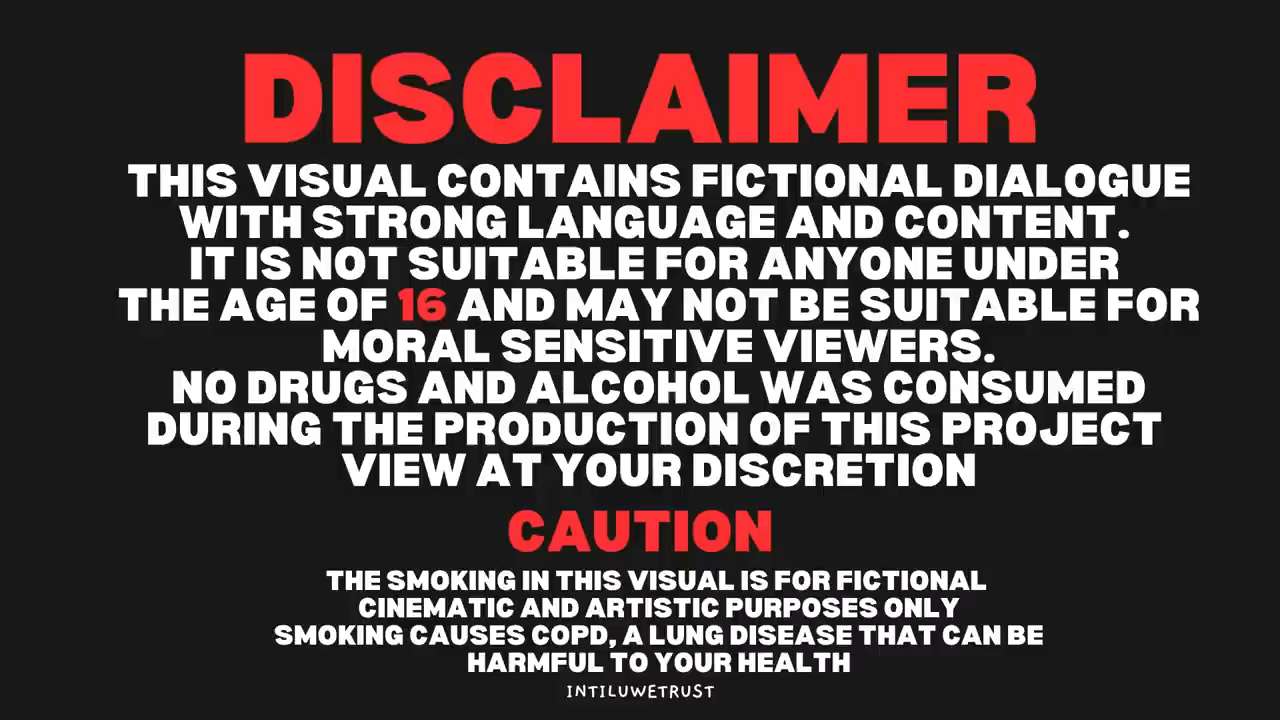 DISCLAIMER
THIS VISUAL CONTAINS FICTIONAL DIALOGUE
WITH STRONG LANGUAGE AND CONTENT.
IT IS NOT SUITABLE FOR ANYONE UNDER
THE AGE OF 16 AND MAY NOT BE SUITABLE FOR
MORAL SENSITIVE VIEWERS.
NO DRUGS AND ALCOHOL WAS CONSUMED
DURING THE PRODUCTION OF THIS PROJECT
VIEW AT YOUR DISCRETION
CAUTION
THE SMOKING IN THIS VISUAL IS FOR FICTIONAL
CINEMATIC AND ARTISTIC PURPOSES ONLY
SMOKING CAUSES COPD, A LUNG DISEASE THAT CAN BE
HARMFUL TO YOUR HEALTH
INTILUWETRUST